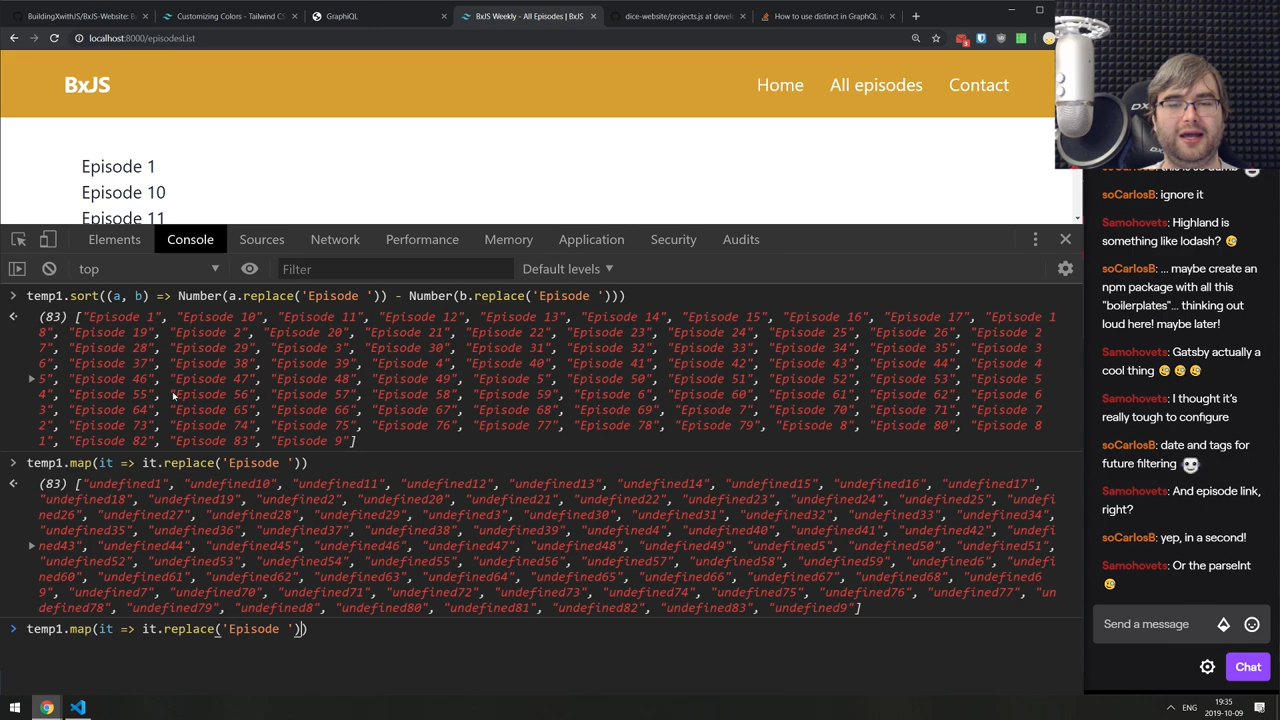 BuildingXwithJS/BxJS-Website: B
Customizing Colors - Tailwind CS
GraphiQL
BxJS Weekly - All Episodes | BxJS
dice-website/projects.js at devel
How to use distinct in GraphQL c
localhost:8000/episodesList
BxJS
Home
All episodes
Contact
Episode 1
Episode 10
Episode 11
Elements
Console
Sources
Network
Performance
Memory
Application
Security
Audits
top
Filter
Default levels
temp1.sort((a, b) => Number(a.replace('Episode ')) - Number(b.replace('Episode ')))
(83) ["Episode 1", "Episode 10", "Episode 11", "Episode 12", "Episode 13", "Episode 14", "Episode 15", "Episode 16", "Episode 17", "Episode 1
8", "Episode 19", "Episode 2", "Episode 20", "Episode 21", "Episode 22", "Episode 23", "Episode 24", "Episode 25", "Episode 26", "Episode 2
7", "Episode 28", "Episode 29", "Episode 3", "Episode 30", "Episode 31", "Episode 32", "Episode 33", "Episode 34", "Episode 35", "Episode 3
6", "Episode 37", "Episode 38", "Episode 39", "Episode 4", "Episode 40", "Episode 41", "Episode 42", "Episode 43", "Episode 44", "Episode 4
5", "Episode 46", "Episode 47", "Episode 48", "Episode 49", "Episode 5", "Episode 50", "Episode 51", "Episode 52", "Episode 53", "Episode 5
4", "Episode 55", "Episode 56", "Episode 57", "Episode 58", "Episode 59", "Episode 6", "Episode 60", "Episode 61", "Episode 62", "Episode 6
3", "Episode 64", "Episode 65", "Episode 66", "Episode 67", "Episode 68", "Episode 69", "Episode 7", "Episode 70", "Episode 71", "Episode 7
2", "Episode 73", "Episode 74", "Episode 75", "Episode 76", "Episode 77", "Episode 78", "Episode 79", "Episode 8", "Episode 80", "Episode 8
1", "Episode 82", "Episode 83", "Episode 9"]
temp1.map(it => it.replace('Episode '))
(83) ["undefined1", "undefined10", "undefined11", "undefined12", "undefined13", "undefined14", "undefined15", "undefined16", "undefined17",
"undefined18", "undefined19", "undefined2", "undefined20", "undefined21", "undefined22", "undefined23", "undefined24", "undefined25", "undefi
ned26", "undefined27", "undefined28", "undefined29", "undefined3", "undefined30", "undefined31", "undefined32", "undefined33", "undefined34",
"undefined35", "undefined36", "undefined37", "undefined38", "undefined39", "undefined4", "undefined40", "undefined41", "undefined42", "undefi
ned43", "undefined44", "undefined45", "undefined46", "undefined47", "undefined48", "undefined49", "undefined5", "undefined50", "undefined51",
"undefined52", "undefined53", "undefined54", "undefined55", "undefined56", "undefined57", "undefined58", "undefined59", "undefined6", "undefi
ned60", "undefined61", "undefined62", "undefined63", "undefined64", "undefined65", "undefined66", "undefined67", "undefined68", "undefined6
9", "undefined7", "undefined70", "undefined71", "undefined72", "undefined73", "undefined74", "undefined75", "undefined76", "undefined77", "un
defined78", "undefined79", "undefined8", "undefined80", "undefined81", "undefined82", "undefined83", "undefined9"]
temp1.map(it => it.replace('Episode '))
soCarlosB: ignore it
Samohovets: Highland is
something like lodash?
soCarlosB: ... maybe create an
npm package with all this
"boilerplates"... thinking out
loud here! maybe later!
Samohovets: Gatsby actually a
cool thing
Samohovets: I thought it's
really tough to configure
soCarlosB: date and tags for
future filtering
Samohovets: And episode link,
right?
soCarlosB: yep, in a second!
Samohovets: Or the parseInt
Send a message
Chat
ENG
19:35
2019-10-09